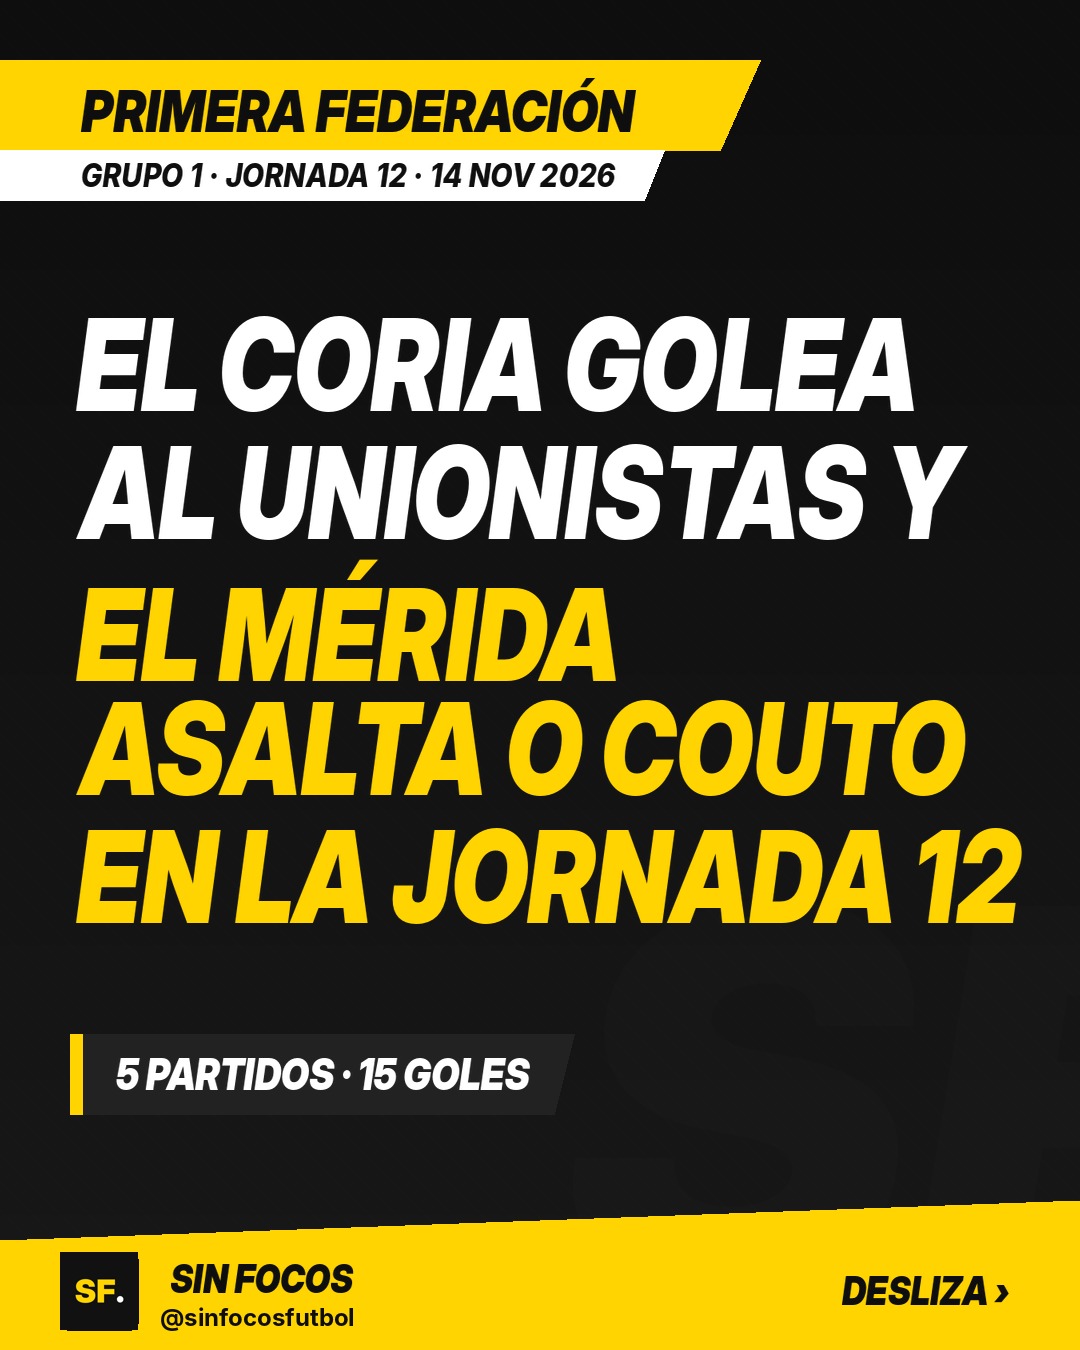 PRIMERA FEDERACIÓN
GRUPO 1 · JORNADA 12 · 14 NOV 2026
EL CORIA GOLEA
AL UNIONISTAS Y
EL MÉRIDA
ASALTA O COUTO
EN LA JORNADA 12
5 PARTIDOS · 15 GOLES
SF
SF.
SIN FOCOS
@sinfocosfutbol
DESLIZA ›